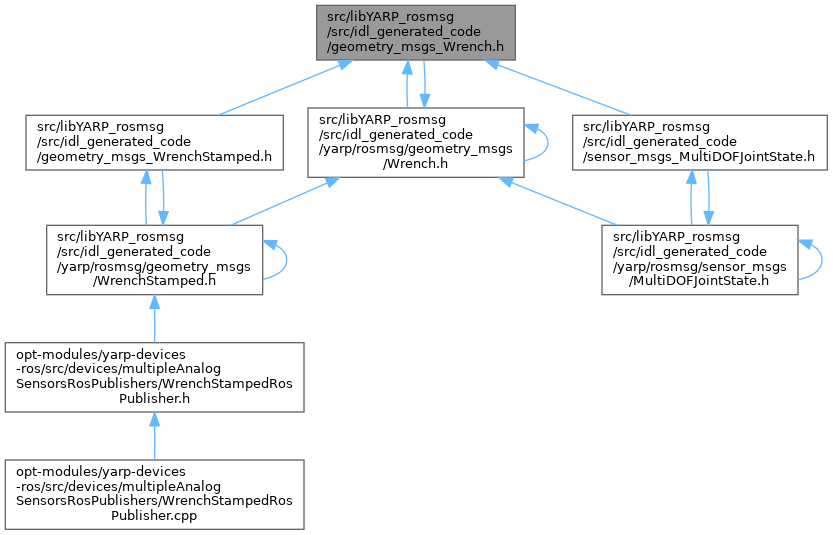 src/libYARP_rosmsg
/src/idl_generated_code
/geometry_msgs_Wrench.h
src/libYARP_rosmsg
/src/idl_generated_code
/geometry_msgs_WrenchStamped.h
src/libYARP_rosmsg
/src/idl_generated_code
/yarp/rosmsg/geometry_msgs
/Wrench.h
src/libYARP_rosmsg
/src/idl_generated_code
/sensor_msgs_MultiDOFJointState.h
src/libYARP_rosmsg
/src/idl_generated_code
/yarp/rosmsg/geometry_msgs
/WrenchStamped.h
src/libYARP_rosmsg
/src/idl_generated_code
/yarp/rosmsg/sensor_msgs
/MultiDOFJointState.h
opt-modules/yarp-devices
-ros/src/devices/multipleAnalog
SensorsRosPublishers/WrenchStampedRos
Publisher.h
opt-modules/yarp-devices
-ros/src/devices/multipleAnalog
SensorsRosPublishers/WrenchStampedRos
Publisher.cpp